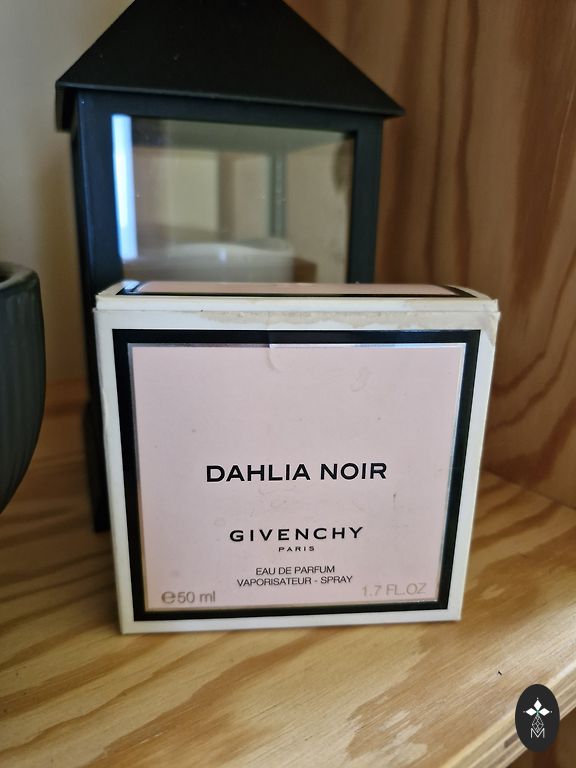 DAHLIA NOIR
GIVENCHY
PARIS
EAU DE PARFUM
VAPORISATEUR - SPRAY
℮50 ml 1.7 FL.OZ
M